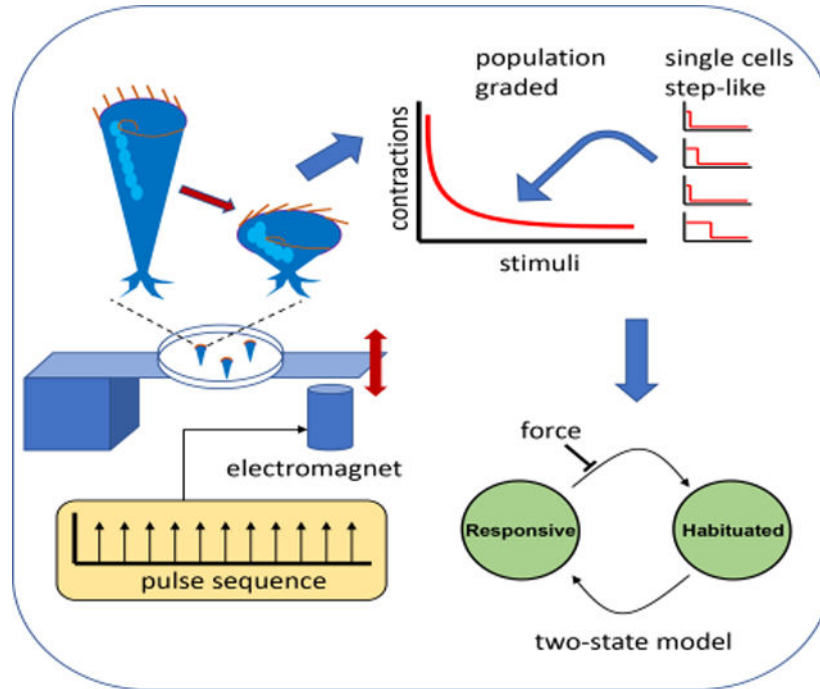 population
graded
single cells
step-like
contractions
stimuli
electromagnet
pulse sequence
force
Responsive
Habituated
two-state model